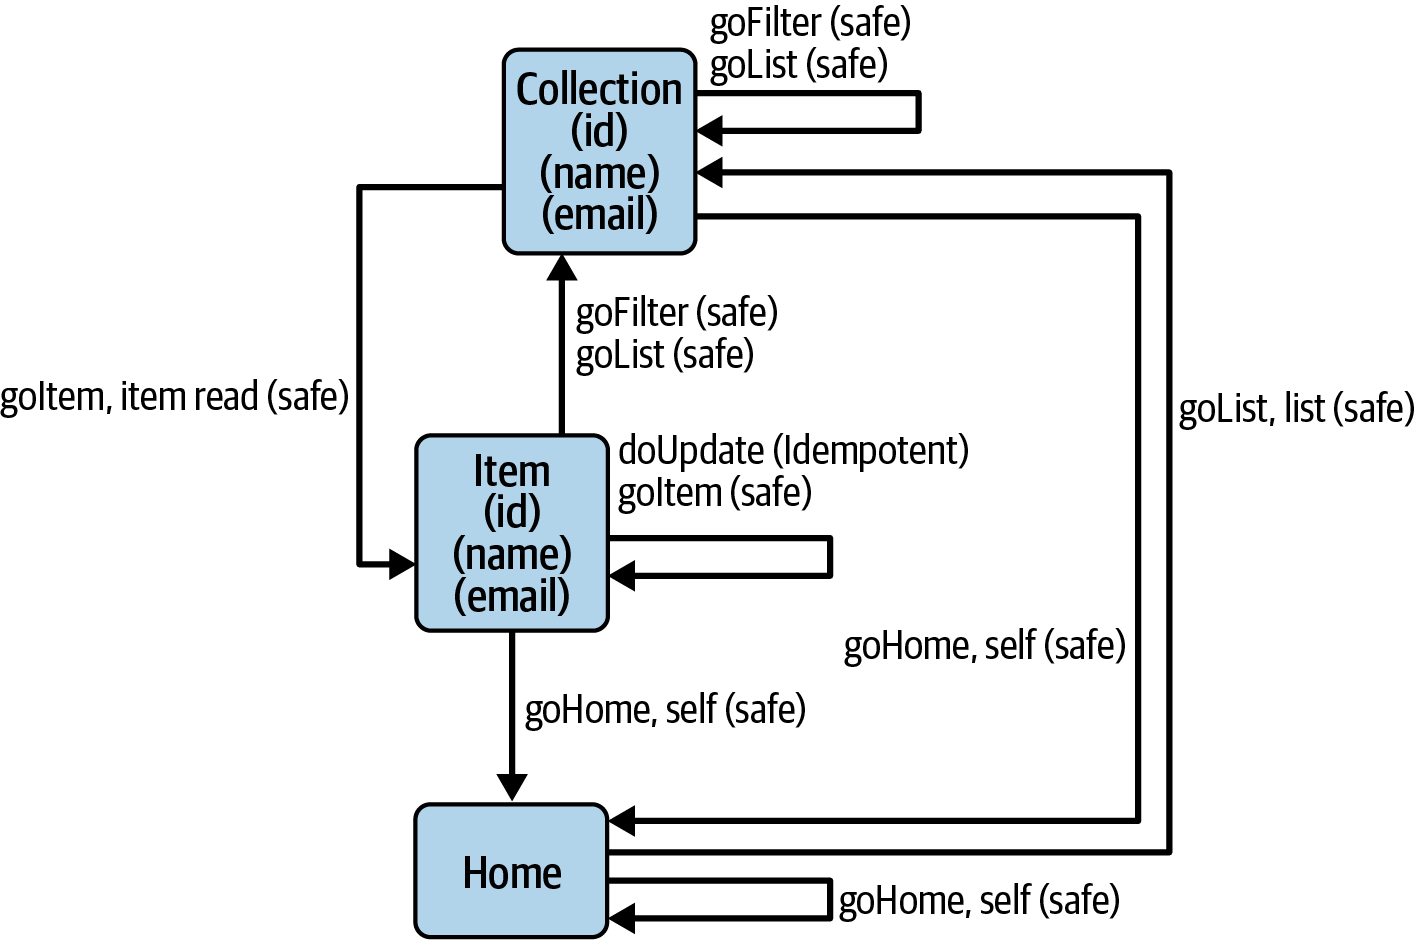 goFilter (safe)
goList (safe)
Collection
(id)
(name)
(email)
goFilter (safe)
goList (safe)
goItem, item read (safe)
goList, list (safe)
Item
(id)
(name)
(email)
doUpdate (Idempotent)
goItem (safe)
goHome, self (safe)
goHome, self (safe)
Home
goHome, self (safe)